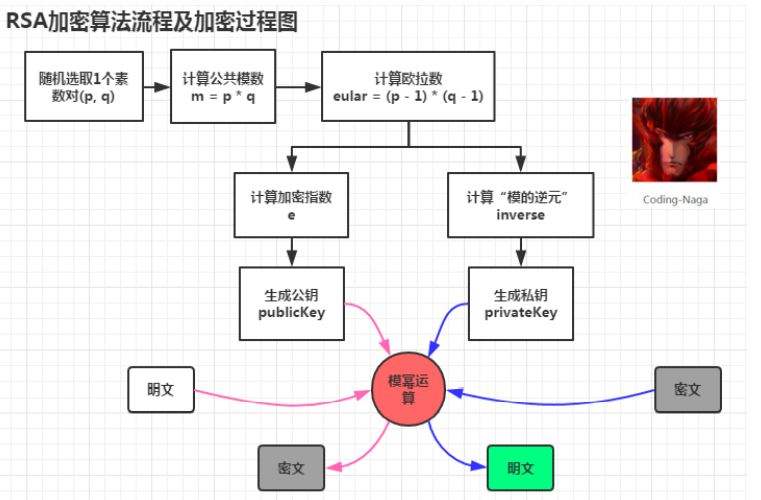 RSA加密算法流程及加密过程图
随机选取1个素
数对(p, q)
计算公共模数
m = p * q
计算欧拉数
eular = (p - 1) * (q - 1)
计算加密指数
e
计算“模的逆元”
inverse
Coding-Naga
生成公钥
publicKey
生成私钥
privateKey
模幂运
算
明文
密文
密文
明文